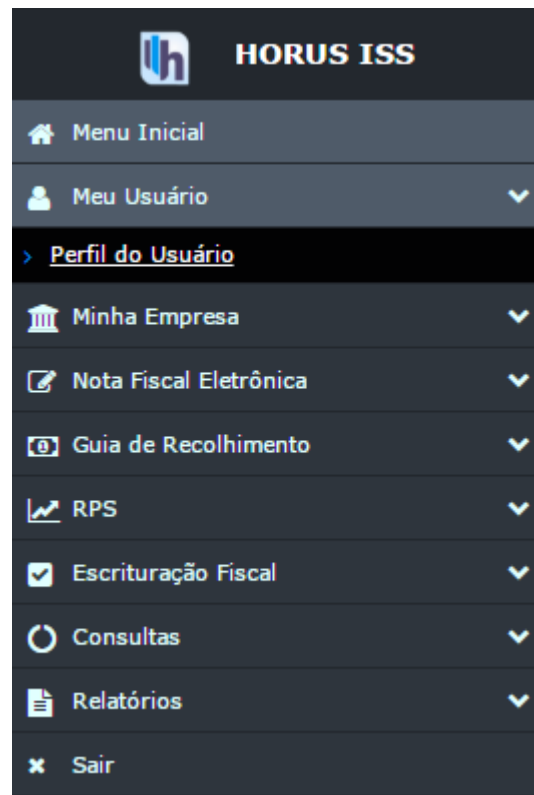 HORUS ISS
Menu Inicial
Meu Usuário
Perfil do Usuário
Minha Empresa
Nota Fiscal Eletrônica
Guia de Recolhimento
RPS
Escrituração Fiscal
Consultas
Relatórios
Sair